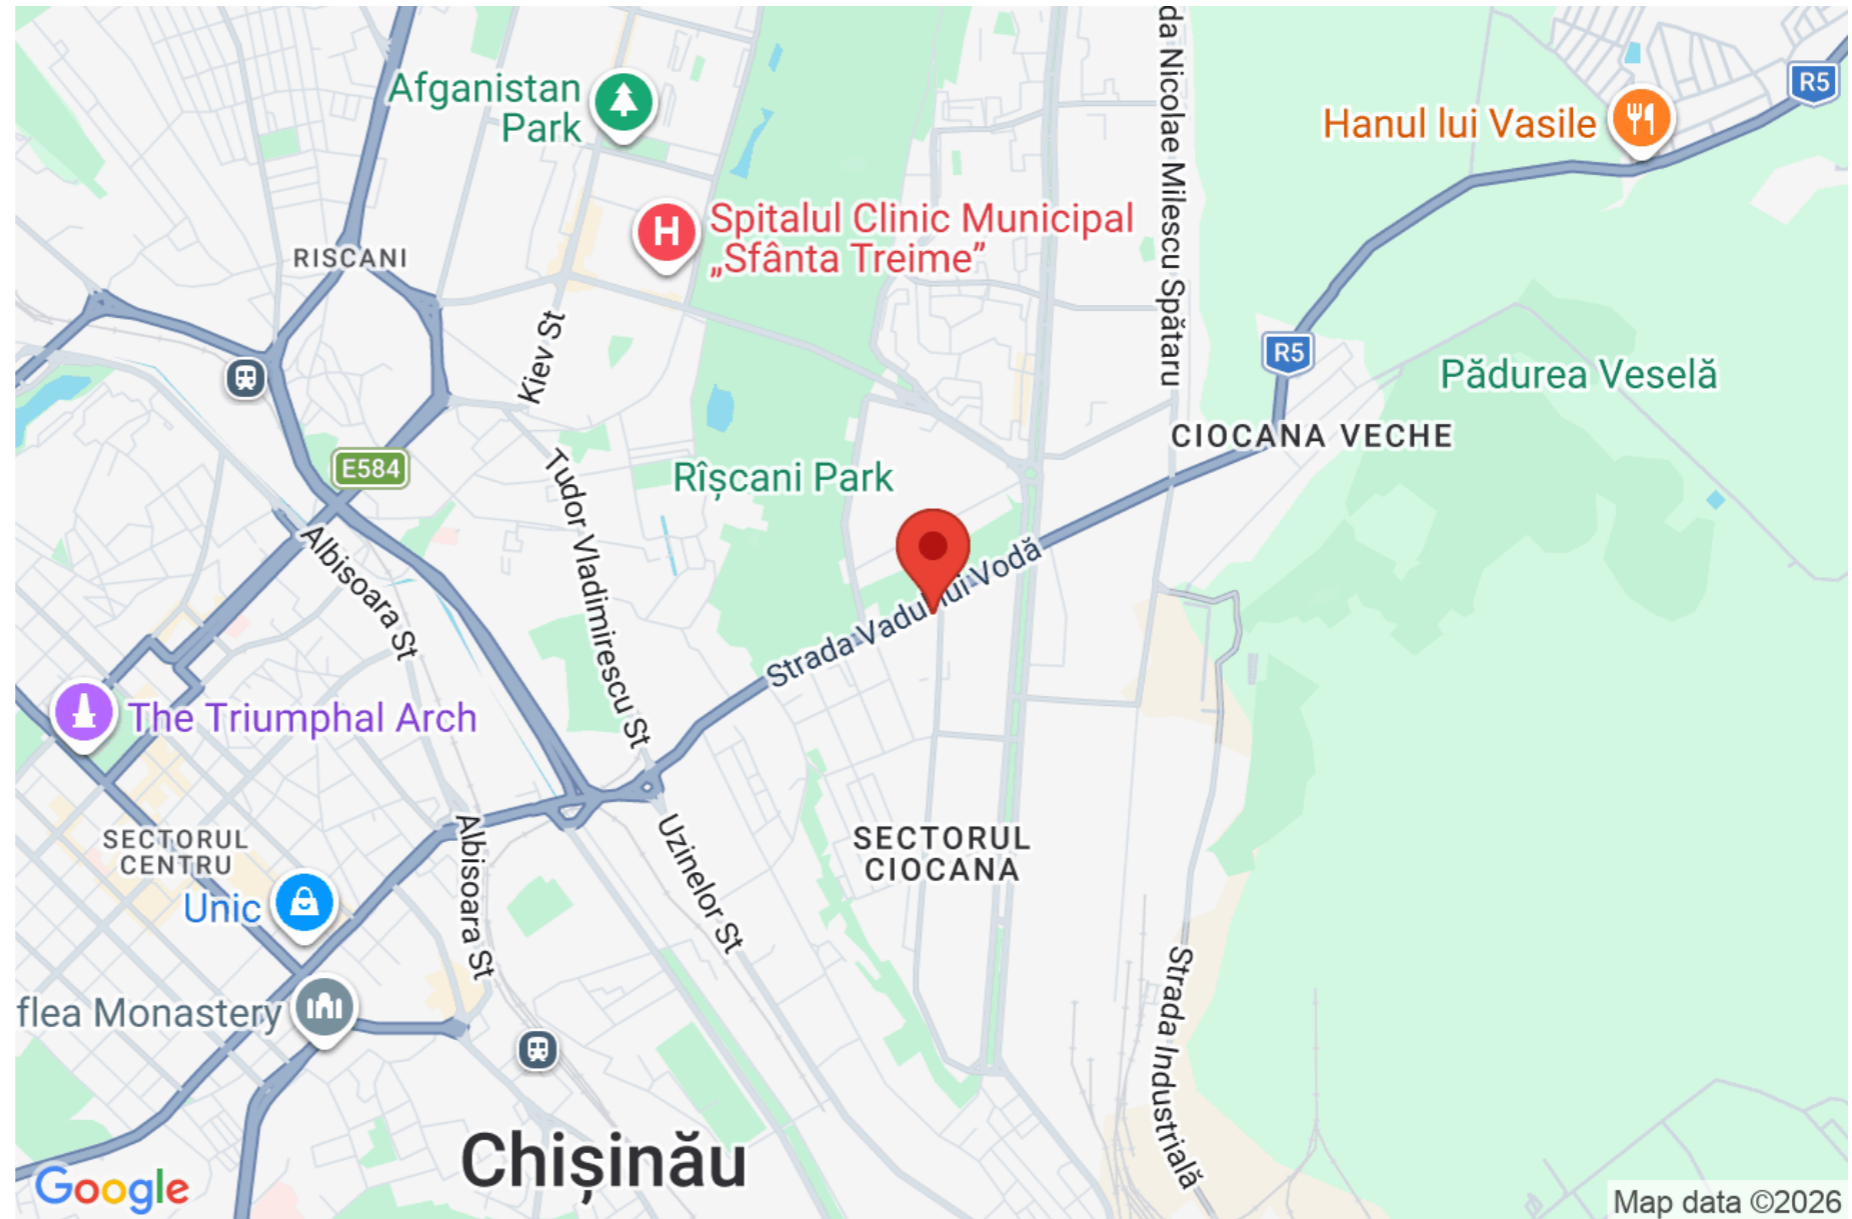 da Nicolae Milescu Spătaru
R5
Afganistan
Park
Hanul lui Vasile
H
Spitalul Clinic Municipal
„Sfânta Treime”
RISCANI
Kiev St
R5
Pădurea Veselă
CIOCANA VECHE
E584
Rîșcani Park
Tudor Vladimirescu St
Albisoara St
Strada Vadul lui Vodă
The Triumphal Arch
SECTORUL
CENTRU
Albisoara St
Uzinelor St
SECTORUL
CIOCANA
Unic
flea Monastery
Strada Industrială
Chișinău
Google
Map data ©2026